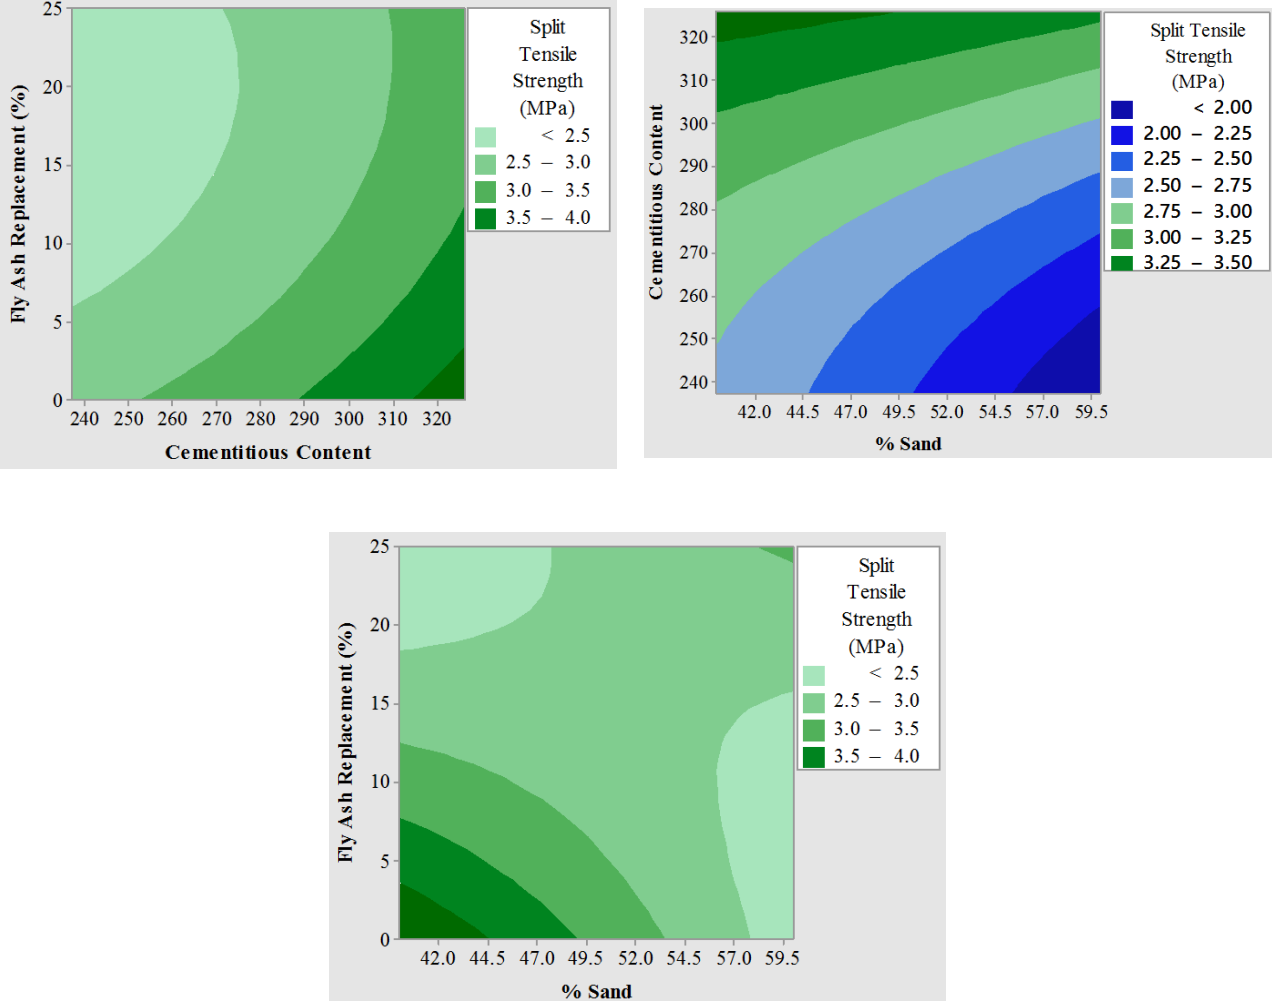 Split
Tensile
Strength
(MPa)
< 2.5
2.5 – 3.0
3.0 – 3.5
3.5 – 4.0
25
20
15
10
5
0
Fly Ash Replacement (%)
240 250 260 270 280 290 300 310 320
Cementitious Content
Split Tensile
Strength
(MPa)
< 2.00
2.00 – 2.25
2.25 – 2.50
2.50 – 2.75
2.75 – 3.00
3.00 – 3.25
3.25 – 3.50
320
310
300
290
280
270
260
250
240
Cementitious Content
42.0 44.5 47.0 49.5 52.0 54.5 57.0 59.5
% Sand
Split
Tensile
Strength
(MPa)
< 2.5
2.5 – 3.0
3.0 – 3.5
3.5 – 4.0
25
20
15
10
5
0
Fly Ash Replacement (%)
42.0 44.5 47.0 49.5 52.0 54.5 57.0 59.5
% Sand